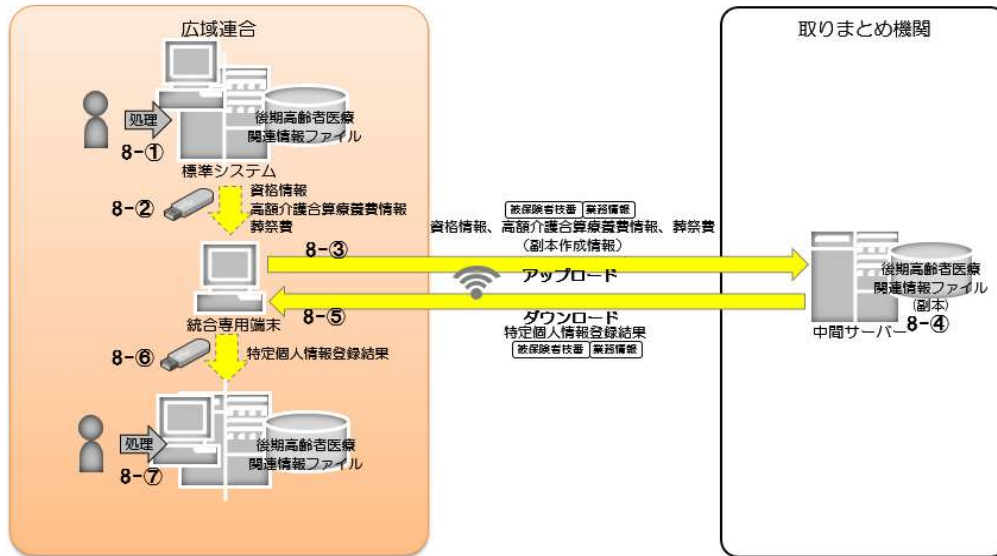 広域連合
処理
8-①
後期高齢者医療
関連情報ファイル
標準システム
8-②
資格情報
高額介護合算療養費情報
葬祭費
8-③
統合専用端末
8-⑤
8-⑥
特定個人情報登録結果
処理
8-⑦
後期高齢者医療
関連情報ファイル
被保険者枝番 業務情報
資格情報、高額介護合算療養費情報、葬祭費
(副本作成情報)
アップロード
ダウンロード
特定個人情報登録結果
被保険者枝番 業務情報
取りまとめ機関
後期高齢者医療
関連情報ファイル
(副本)
8-④
中間サーバー